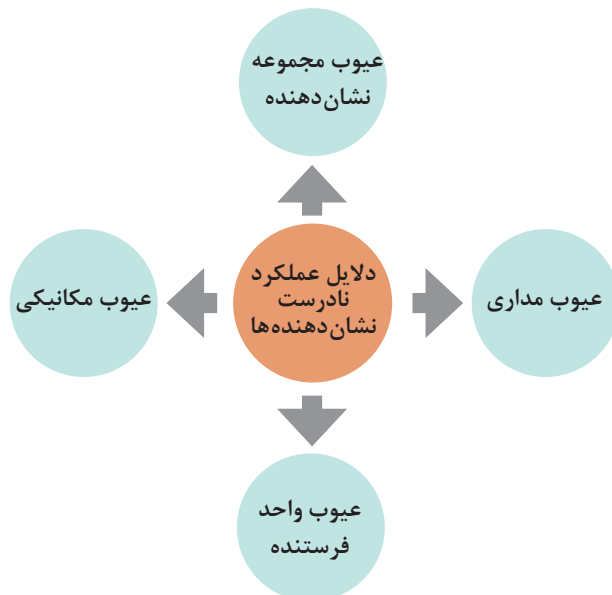 عیوب مجموعه
نشان‌دهنده
دلایل عملکرد
نادرست
نشان‌دهنده‌ها
عیوب مداری
عیوب مکانیکی
عیوب واحد
فرستنده